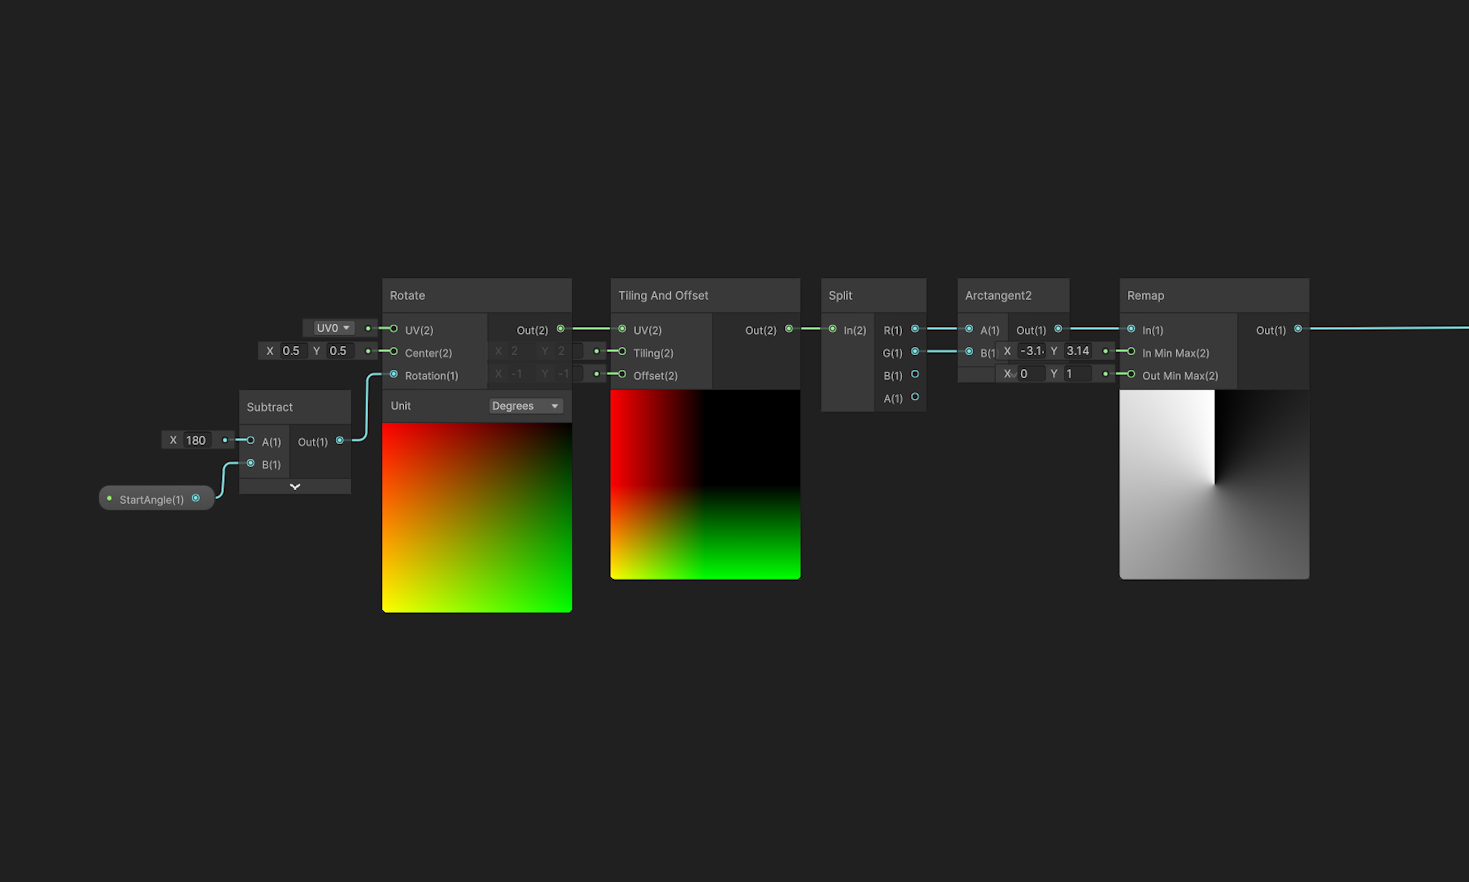 Rotate
UV0
UV(2)
Out(2)
X 0.5 Y 0.5
Center(2)
Rotation(1)
Unit
Degrees
Subtract
X 180
A(1)
Out(1)
B(1)
StartAngle(1)
Tiling And Offset
UV(2)
Out(2)
X 2 Y 2
Tiling(2)
X -1 Y -1
Offset(2)
Split
In(2)
R(1)
G(1)
B(1)
A(1)
Arctangent2
A(1)
Out(1)
B(1
Remap
In(1)
Out(1)
X -3.1 Y 3.14
In Min Max(2)
X 0 Y 1
Out Min Max(2)